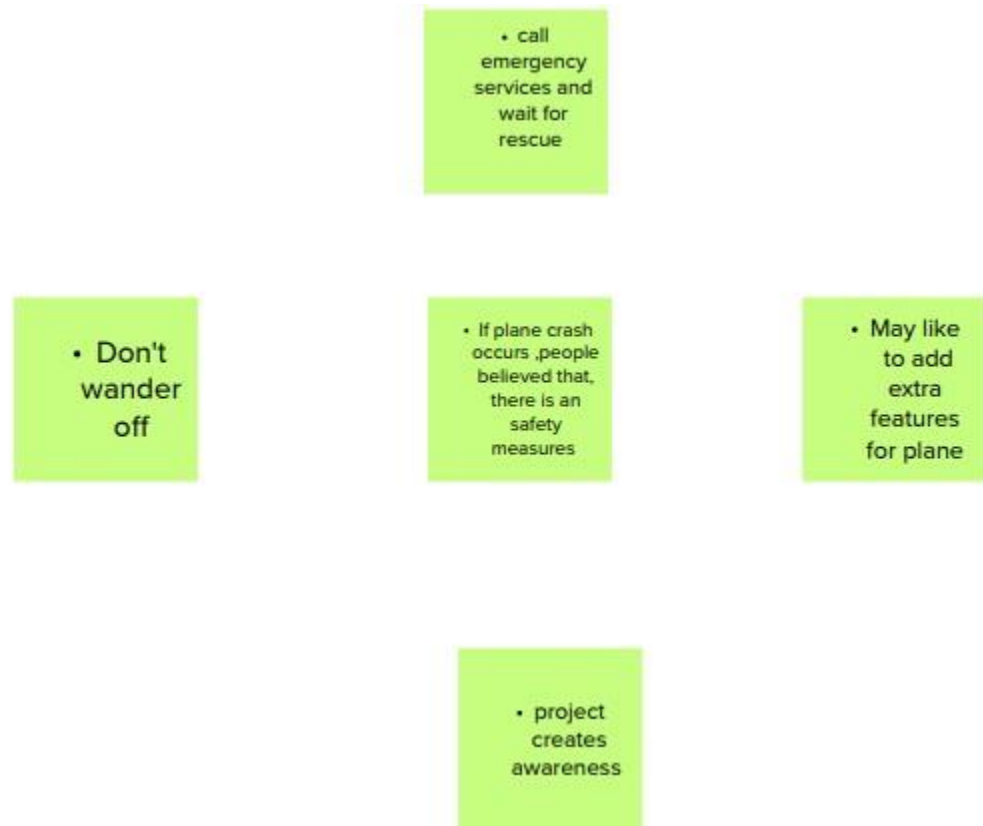 • call
emergency
services and
wait for
rescue
• Don't
wander
off
• If plane crash
occurs ,people
believed that,
there is an
safety
measures
• May like
to add
extra
features
for plane
• project
creates
awareness